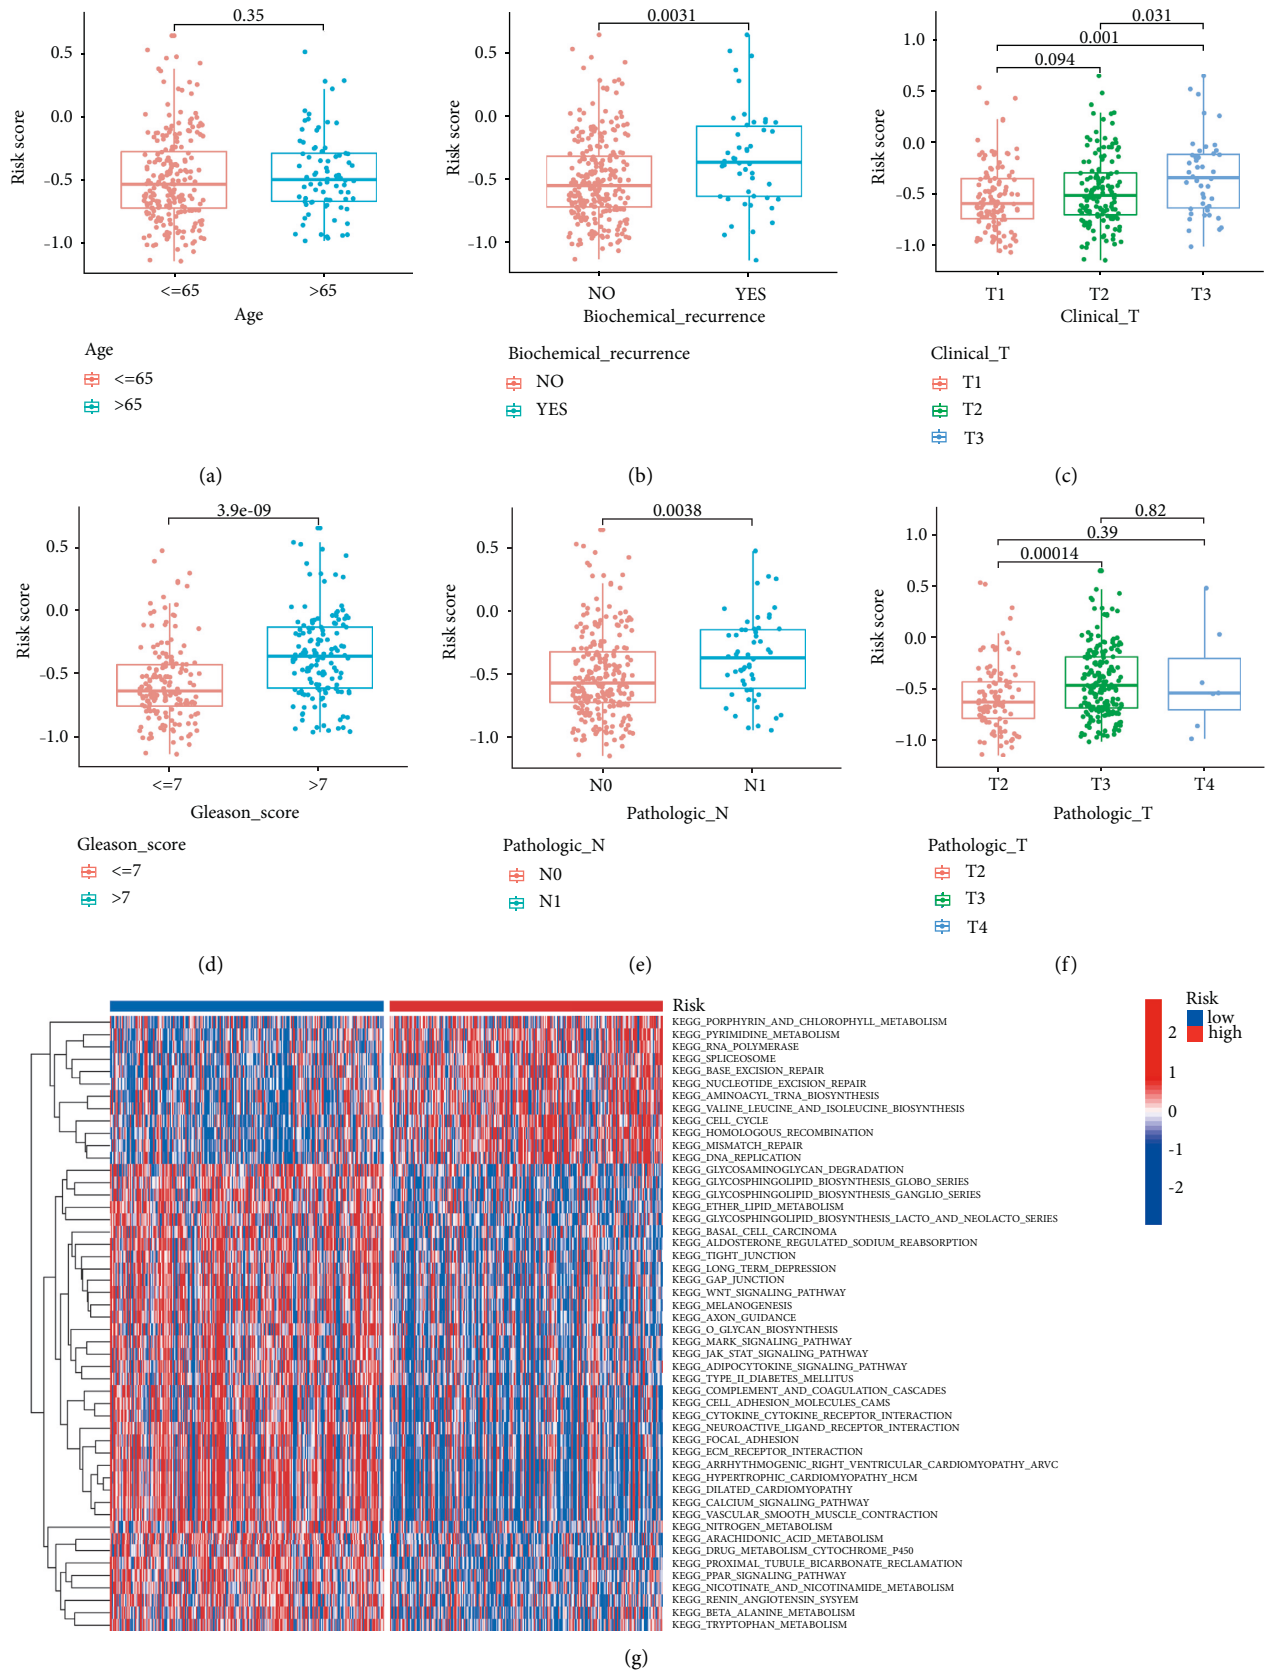 0.35
0.5
0.0
−0.5
−1.0
Risk score
<=65
>65
Age
Age
<=65
>65
(a)
0.0031
0.5
0.0
−0.5
−1.0
Risk score
NO
YES
Biochemical_recurrence
Biochemical_recurrence
NO
YES
(b)
0.031
0.001
0.094
1.0
0.5
0.0
−0.5
−1.0
Risk score
T1
T2
T3
Clinical_T
Clinical_T
T1
T2
T3
(c)
3.9e-09
0.5
0.0
−0.5
−1.0
Risk score
<=7
>7
Gleason_score
Gleason_score
<=7
>7
(d)
0.0038
0.5
0.0
−0.5
−1.0
Risk score
N0
N1
Pathologic_N
Pathologic_N
N0
N1
(e)
0.82
0.39
0.00014
1.0
0.5
0.0
−0.5
−1.0
Risk score
T2
T3
T4
Pathologic_T
Pathologic_T
T2
T3
T4
(f)
Risk
KEGG_PORPHYRIN_AND_CHLOROPHYLL_METABOLISM
KEGG_PYRIMIDINE_METABOLISM
KEGG_RNA_POLYMERASE
KEGG_SPLICEOSOME
KEGG_BASE_EXCISION_REPAIR
KEGG_NUCLEOTIDE_EXCISION_REPAIR
KEGG_AMINOACYL_TRNA_BIOSYNTHESIS
KEGG_VALINE_LEUCINE_AND_ISOLEUCINE_BIOSYNTHESIS
KEGG_CELL_CYCLE
KEGG_HOMOLOGOUS_RECOMBINATION
KEGG_MISMATCH_REPAIR
KEGG_DNA_REPLICATION
KEGG_GLYCOSAMINOGLYCAN_DEGRADATION
KEGG_GLYCOSPHINGOLIPID_BIOSYNTHESIS_GLOBO_SERIES
KEGG_GLYCOSPHINGOLIPID_BIOSYNTHESIS_GANGLIO_SERIES
KEGG_ETHER_LIPID_METABOLISM
KEGG_GLYCOSPHINGOLIPID_BIOSYNTHESIS_LACTO_AND_NEOLACTO_SERIES
KEGG_BASAL_CELL_CARCINOMA
KEGG_ALDOSTERONE_REGULATED_SODIUM_REABSORPTION
KEGG_TIGHT_JUNCTION
KEGG_LONG_TERM_DEPRESSION
KEGG_GAP_JUNCTION
KEGG_WNT_SIGNALING_PATHWAY
KEGG_MELANOGENESIS
KEGG_AXON_GUIDANCE
KEGG_O_GLYCAN_BIOSYNTHESIS
KEGG_MARK_SIGNALING_PATHWAY
KEGG_JAK_STAT_SIGNALING_PATHWAY
KEGG_ADIPOCYTOKINE_SIGNALING_PATHWAY
KEGG_TYPE_II_DIABETES_MELLITUS
KEGG_COMPLEMENT_AND_COAGULATION_CASCADES
KEGG_CELL_ADHESION_MOLECULES_CAMS
KEGG_CYTOKINE_CYTOKINE_RECEPTOR_INTERACTION
KEGG_NEUROACTIVE_LIGAND_RECEPTOR_INTERACTION
KEGG_FOCAL_ADHESION
KEGG_ECM_RECEPTOR_INTERACTION
KEGG_ARRHYTHMOGENIC_RIGHT_VENTRICULAR_CARDIOMYOPATHY_ARVC
KEGG_HYPERTROPHIC_CARDIOMYOPATHY_HCM
KEGG_DILATED_CARDIOMYOPATHY
KEGG_CALCIUM_SIGNALING_PATHWAY
KEGG_VASCULAR_SMOOTH_MUSCLE_CONTRACTION
KEGG_NITROGEN_METABOLISM
KEGG_ARACHIDONIC_ACID_METABOLISM
KEGG_DRUG_METABOLISM_CYTOCHROME_P450
KEGG_PROXIMAL_TUBULE_BICARBONATE_RECLAMATION
KEGG_PPAR_SIGNALING_PATHWAY
KEGG_NICOTINATE_AND_NICOTINAMIDE_METABOLISM
KEGG_RENIN_ANGIOTENSIN_SYSYEM
KEGG_BETA_ALANINE_METABOLISM
KEGG_TRYPTOPHAN_METABOLISM
2
1
0
-1
-2
Risk
low
high
(g)